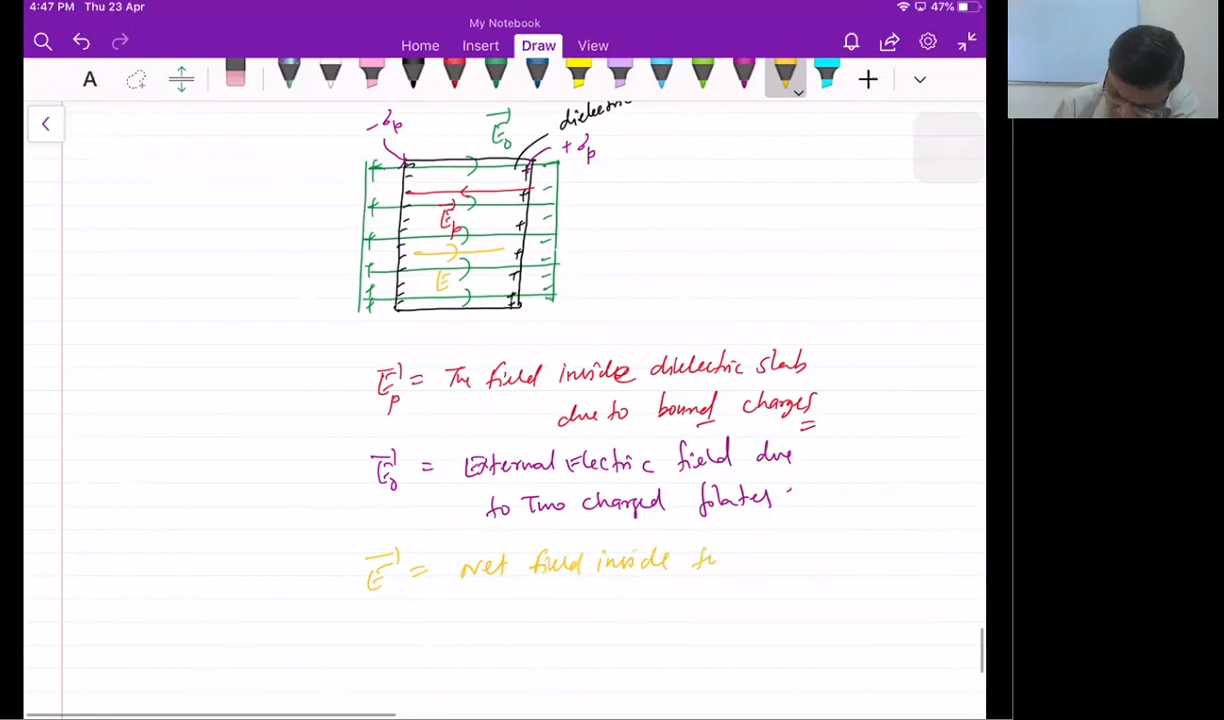 4:47 PM Thu 23 Apr
47%
My Notebook
Home Insert Draw View
A
-σp
E₀
dielectric
+σp
Ep
E
Ep = The field inside dielectric slab
due to bound charges
E₀ = External Electric field due
to Two charged plates
E = Net field inside